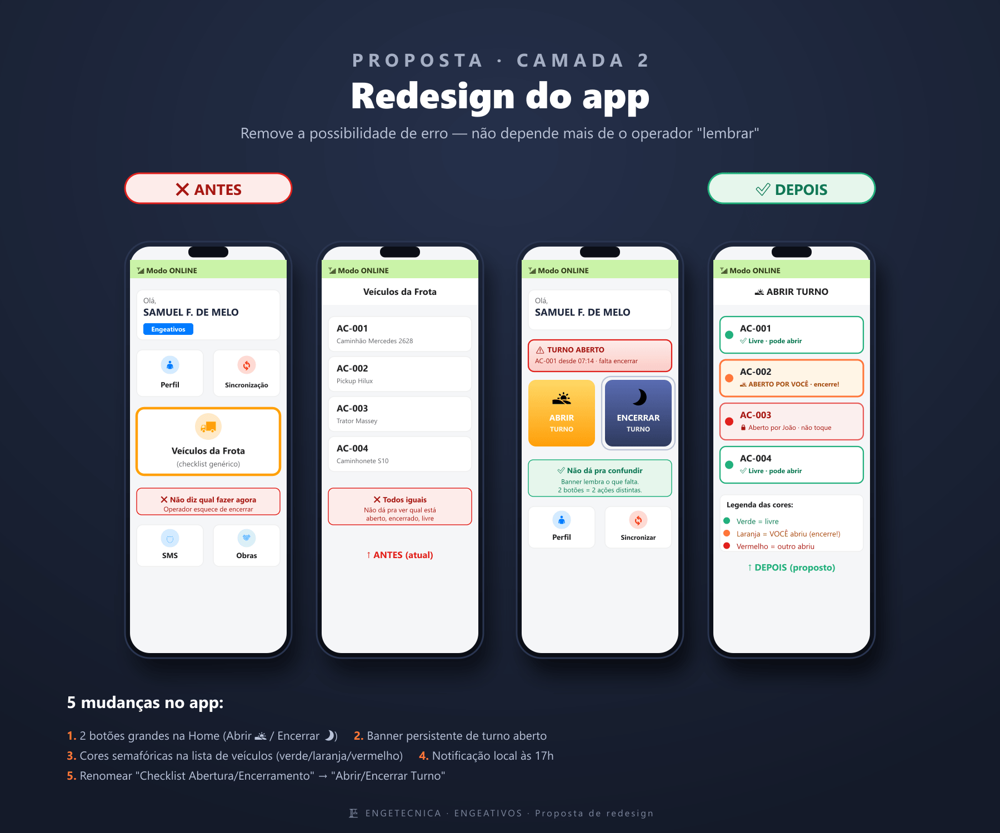 PROPOSTA · CAMADA 2
Redesign do app
Remove a possibilidade de erro — não depende mais de o operador "lembrar"
❌ ANTES
✅ DEPOIS
Modo ONLINE
Olá,
SAMUEL F. DE MELO
Engeativos
Perfil
Sincronização
Veículos da Frota
(checklist genérico)
❌ Não diz qual fazer agora
Operador esquece de encerrar
SMS
Obras
Modo ONLINE
Veículos da Frota
AC-001
Caminhão Mercedes 2628
AC-002
Pickup Hilux
AC-003
Trator Massey
AC-004
Caminhonete S10
❌ Todos iguais
Não dá pra ver qual está
aberto, encerrado, livre
↑ ANTES (atual)
Modo ONLINE
Olá,
SAMUEL F. DE MELO
⚠ TURNO ABERTO
AC-001 desde 07:14 · falta encerrar
ABRIR
TURNO
ENCERRAR
TURNO
✅ Não dá pra confundir
Banner lembra o que falta.
2 botões = 2 ações distintas.
Perfil
Sincronizar
Modo ONLINE
ABRIR TURNO
AC-001
✅ Livre · pode abrir
AC-002
ABERTO POR VOCÊ · encerre!
AC-003
🔒 Aberto por João · não toque
AC-004
✅ Livre · pode abrir
Legenda das cores:
Verde = livre
Laranja = VOCÊ abriu (encerre!)
Vermelho = outro abriu
↑ DEPOIS (proposto)
5 mudanças no app:
1. 2 botões grandes na Home (Abrir 🌅 / Encerrar 🌙) 2. Banner persistente de turno aberto
3. Cores semafóricas na lista de veículos (verde/laranja/vermelho) 4. Notificação local às 17h
5. Renomear "Checklist Abertura/Encerramento" → "Abrir/Encerrar Turno"
ENGETECNICA · ENGEATIVOS · Proposta de redesign